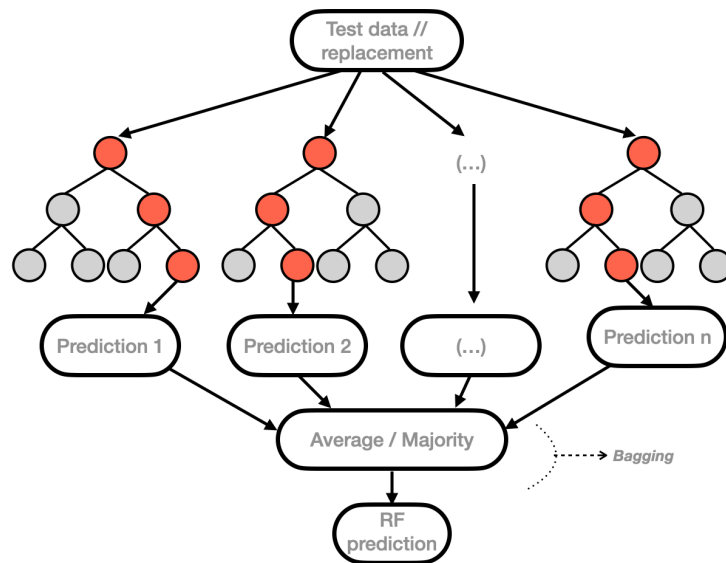 Test data //
replacement
(...)
Prediction 1
Prediction 2
(...)
Prediction n
Average / Majority
Bagging
RF
prediction